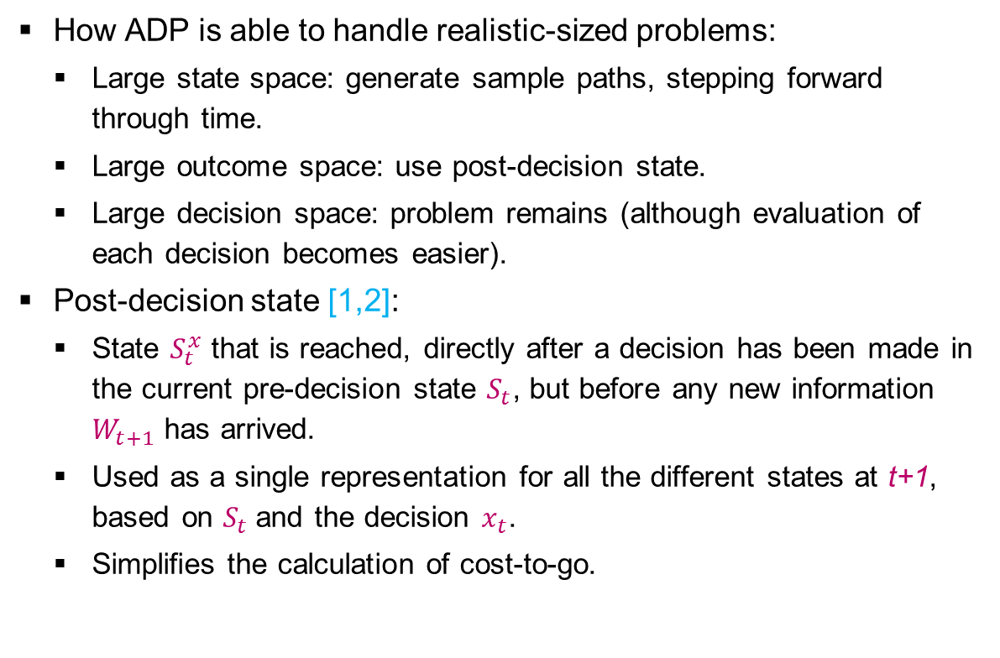 ▪ How ADP is able to handle realistic-sized problems:
▪ Large state space: generate sample paths, stepping forward
through time.
▪ Large outcome space: use post-decision state.
▪ Large decision space: problem remains (although evaluation of
each decision becomes easier).
▪ Post-decision state [1,2]:
▪ State $S_t^x$ that is reached, directly after a decision has been made in
the current pre-decision state $S_t$, but before any new information
$W_{t+1}$ has arrived.
▪ Used as a single representation for all the different states at t+1,
based on $S_t$ and the decision $x_t$.
▪ Simplifies the calculation of cost-to-go.